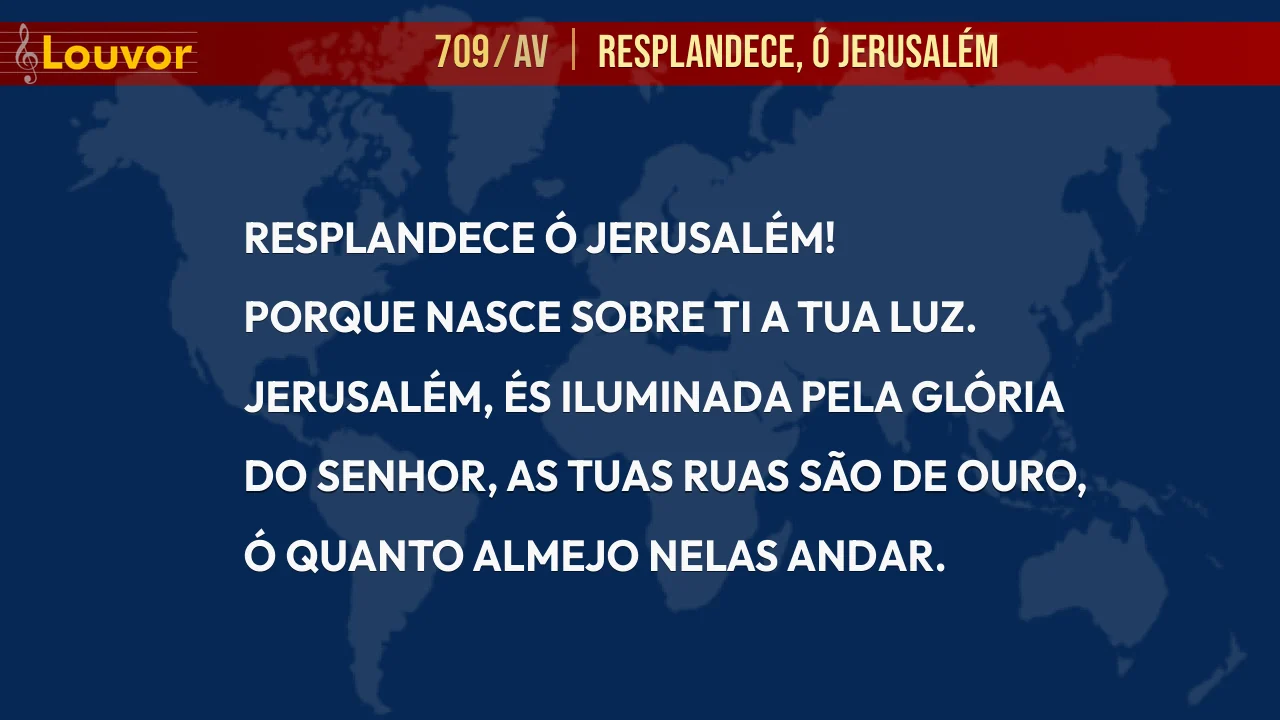 Louvor
709/AV | RESPLANDECE, Ó JERUSALÉM
RESPLANDECE Ó JERUSALÉM!
PORQUE NASCE SOBRE TI A TUA LUZ.
JERUSALÉM, ÉS ILUMINADA PELA GLÓRIA
DO SENHOR, AS TUAS RUAS SÃO DE OURO,
Ó QUANTO ALMEJO NELAS ANDAR.